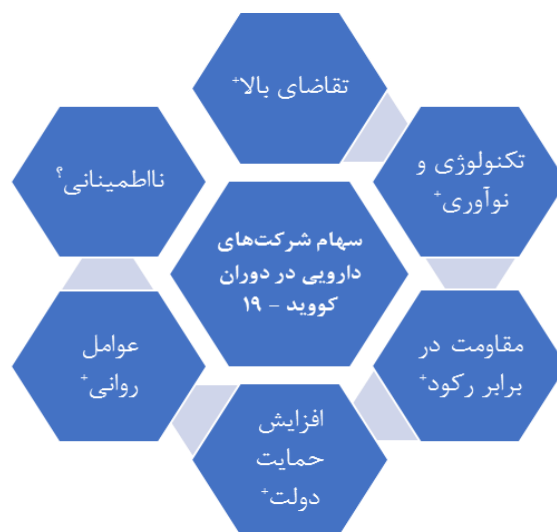 تقاضای بالا+
تکنولوژی و
نوآوری+
نااطمینانی؟
سهام شرکت‌های
دارویی در دوران
کووید – ۱۹
مقاومت در
برابر رکود+
عوامل
روانی+
افزایش
حمایت
دولت+